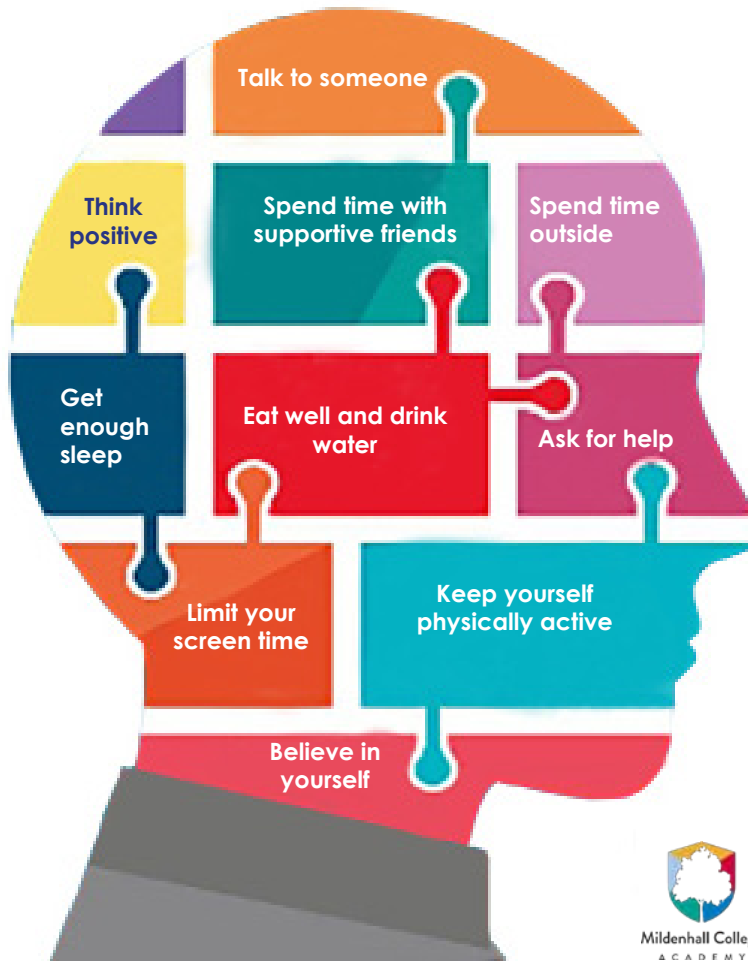 Talk to someone
Think
positive
Spend time with
supportive friends
Spend time
outside
Get
enough
sleep
Eat well and drink
water
Ask for help
Limit your
screen time
Keep yourself
physically active
Believe in
yourself
Mildenhall Colle
ACADEMY